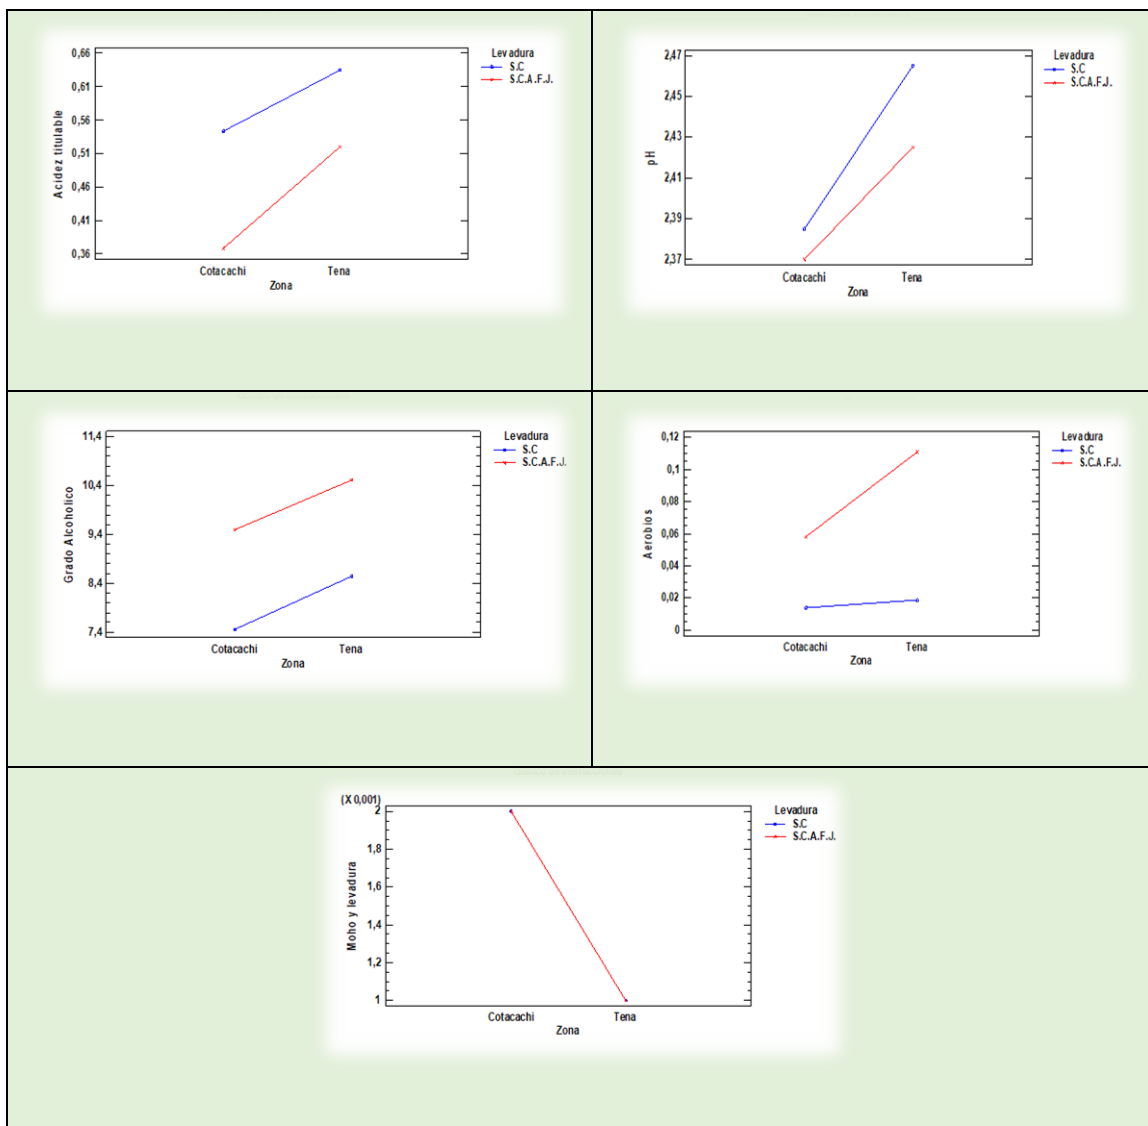 0,66
0,61
0,56
0,51
0,46
0,41
0,36
Acidez titulable
Cotacachi Tena
Zona
Levadura
S.C
S.C.A.F.J.
2,47
2,45
2,43
2,41
2,39
2,37
pH
Cotacachi Tena
Zona
Levadura
S.C
S.C.A.F.J.
11,4
10,4
9,4
8,4
7,4
Grado Alcoholico
Cotacachi Tena
Zona
Levadura
S.C
S.C.A.F.J.
0,12
0,1
0,08
0,06
0,04
0,02
0
Aerobios
Cotacachi Tena
Zona
Levadura
S.C
S.C.A.F.J.
(X 0,001)
2
1,8
1,6
1,4
1,2
1
Moho y levadura
Cotacachi Tena
Zona
Levadura
S.C
S.C.A.F.J.